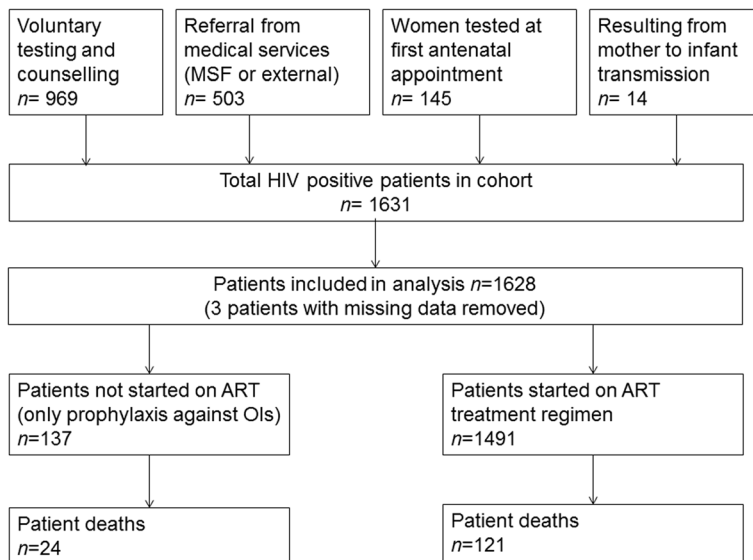 Voluntary
testing and
counselling
n= 969
Referral from
medical services
(MSF or external)
n= 503
Women tested at
first antenatal
appointment
n= 145
Resulting from
mother to infant
transmission
n= 14
Total HIV positive patients in cohort
n= 1631
Patients included in analysis n=1628
(3 patients with missing data removed)
Patients not started on ART
(only prophylaxis against OIs)
n=137
Patients started on ART
treatment regimen
n=1491
Patient deaths
n=24
Patient deaths
n=121